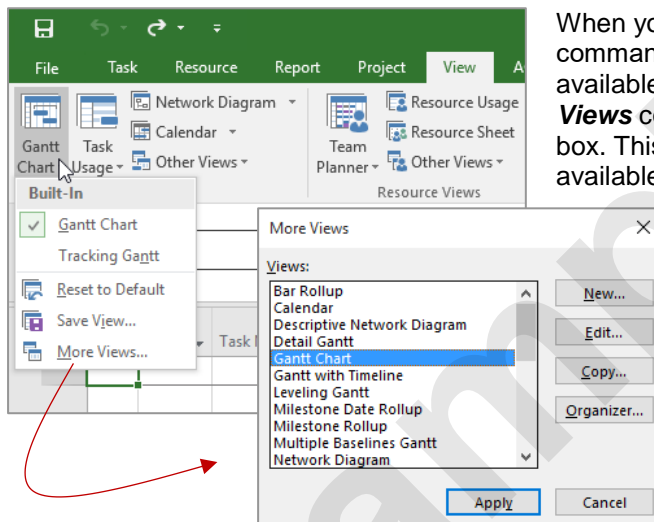 File Task Resource Report Project View
Network Diagram
Calendar
Other Views
Gantt Chart
Task Usage
Team Planner
Resource Usage
Resource Sheet
Other Views
Resource Views
Built-In
Gantt Chart
Tracking Gantt
Reset to Default
Save View...
More Views...
Task
When
comman
available
Views
box. This
available
More Views
Views:
Bar Rollup
Calendar
Descriptive Network Diagram
Detail Gantt
Gantt Chart
Gantt with Timeline
Leveling Gantt
Milestone Date Rollup
Milestone Rollup
Multiple Baselines Gantt
Network Diagram
New...
Edit...
Copy...
Organizer...
Apply
Cancel